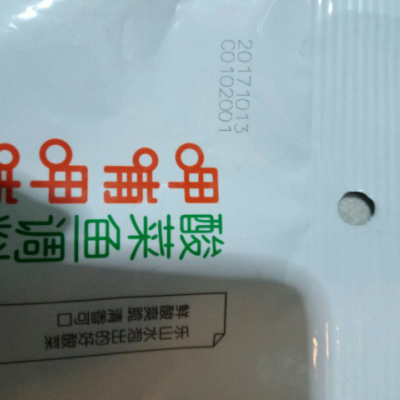 20171013
C0102001
呷哺呷哺
酸菜鱼调料
乐山水泡出的好酸菜
鲜酸爽脆 清香可口